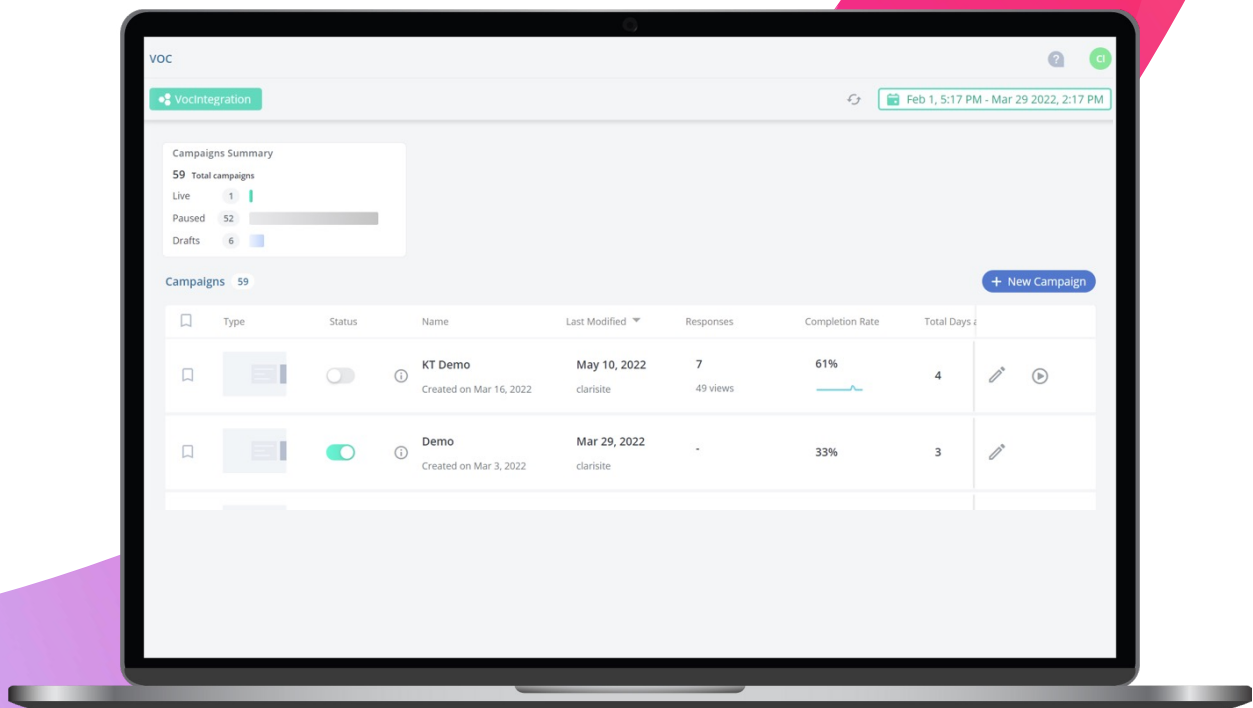 VOC
?
CI
VocIntegration
Feb 1, 5:17 PM - Mar 29 2022, 2:17 PM
Campaigns Summary
59 Total campaigns
Live 1
Paused 52
Drafts 6
Campaigns 59
+ New Campaign
Type Status Name Last Modified Responses Completion Rate Total Days
KT Demo May 10, 2022 7 61% 4
Created on Mar 16, 2022 clarisite 49 views
Demo Mar 29, 2022 - 33% 3
Created on Mar 3, 2022 clarisite